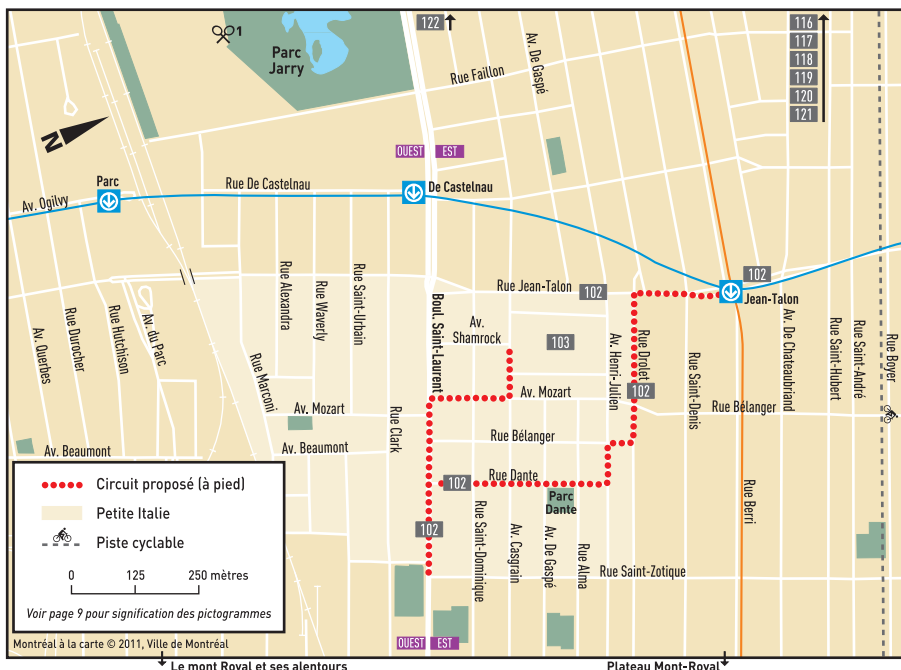 122
116
117
118
119
120
121
1
Parc
Jarry
Rue Faillon
Av. De Gaspé
N
OUEST EST
Parc
Rue De Castelnau
De Castelnau
Av. Ogilvy
102
Rue Jean-Talon
102
Jean-Talon
Av. Querbes
Rue Durocher
Rue Hutchison
Av. du Parc
Rue Marconi
Rue Alexandra
Rue Waverly
Rue Saint-Urbain
Rue Clark
Boul. Saint-Laurent
Av.
Shamrock
103
Av. Henri-Julien
Rue Drolet
Rue Saint-Denis
Av. De Chateaubriand
Rue Saint-Hubert
Rue Saint-André
Rue Boyer
102
Av. Mozart
Av. Mozart
Rue Bélanger
Rue Bélanger
Av. Beaumont
Av. Beaumont
Rue Dante
102
Parc
Dante
102
Rue Saint-Dominique
Av. Casgrain
Av. De Gaspé
Rue Alma
Rue Berri
Rue Saint-Zotique
Circuit proposé (à pied)
Petite Italie
Piste cyclable
0 125 250 mètres
Voir page 9 pour signification des pictogrammes
Montréal à la carte © 2011, Ville de Montréal
OUEST EST
Le mont Royal et ses alentours
Plateau Mont-Royal